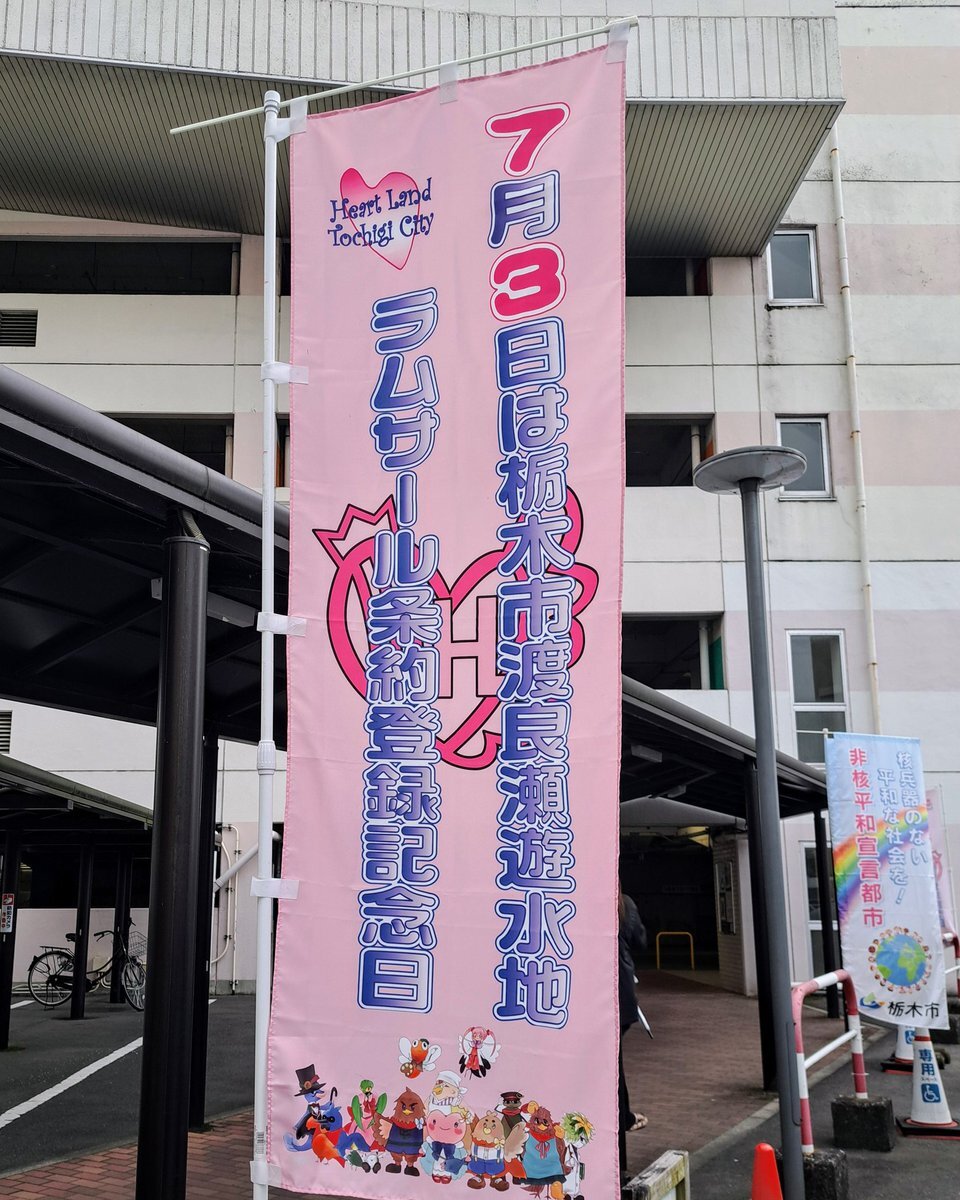 7月3日は栃木市渡良瀬遊水地
ラムサール条約登録記念日
Heart Land
Tochigi City
核兵器のない
平和な社会を！
非核平和宣言都市
栃木市
専用